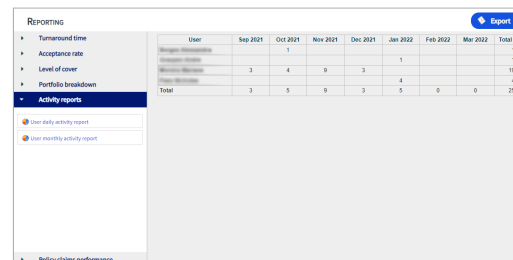 REPORTING
Export
Turnaround time
Acceptance rate
Level of cover
Portfolio breakdown
Activity reports
User daily activity report
User monthly activity report
User Sep 2021 Oct 2021 Nov 2021 Dec 2021 Jan 2022 Feb 2022 Mar 2022 Total
1
1
3 4 9 3
4
Total 3 5 9 3 5 0 0 25
Policy claims performance